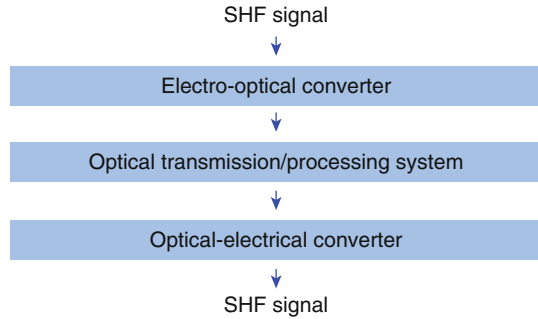 SHF signal
Electro-optical converter
Optical transmission/processing system
Optical-electrical converter
SHF signal